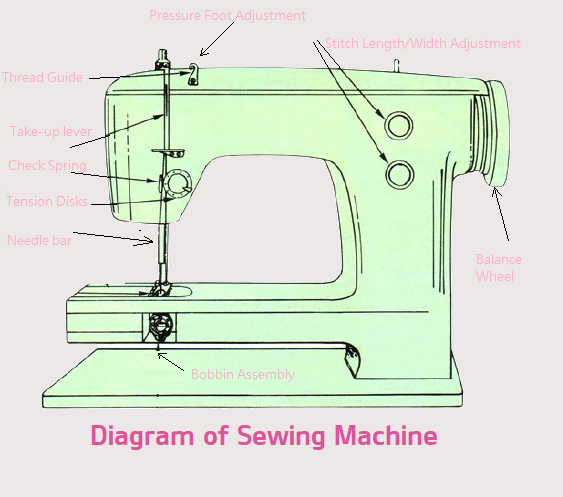 Pressure Foot Adjustment
Stitch Length/Width Adjustment
Thread Guide
Take-up lever
Check Spring
Tension Disks
Needle bar
Balance
Wheel
Bobbin Assembly
Diagram of Sewing Machine